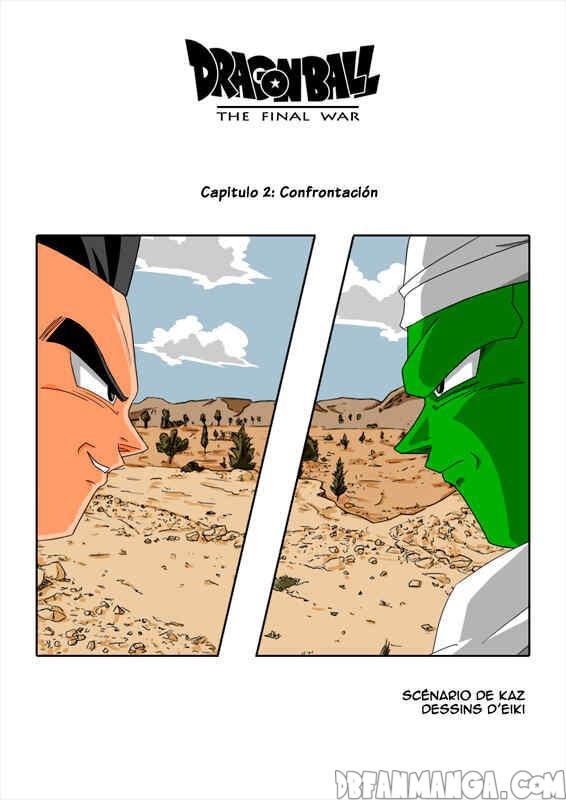 DRAGON BALL
THE FINAL WAR
Capitulo 2: Confrontación
SCÉNARIO DE KAZ
DESSINS D'EIKI
DBFANMANGA.COM